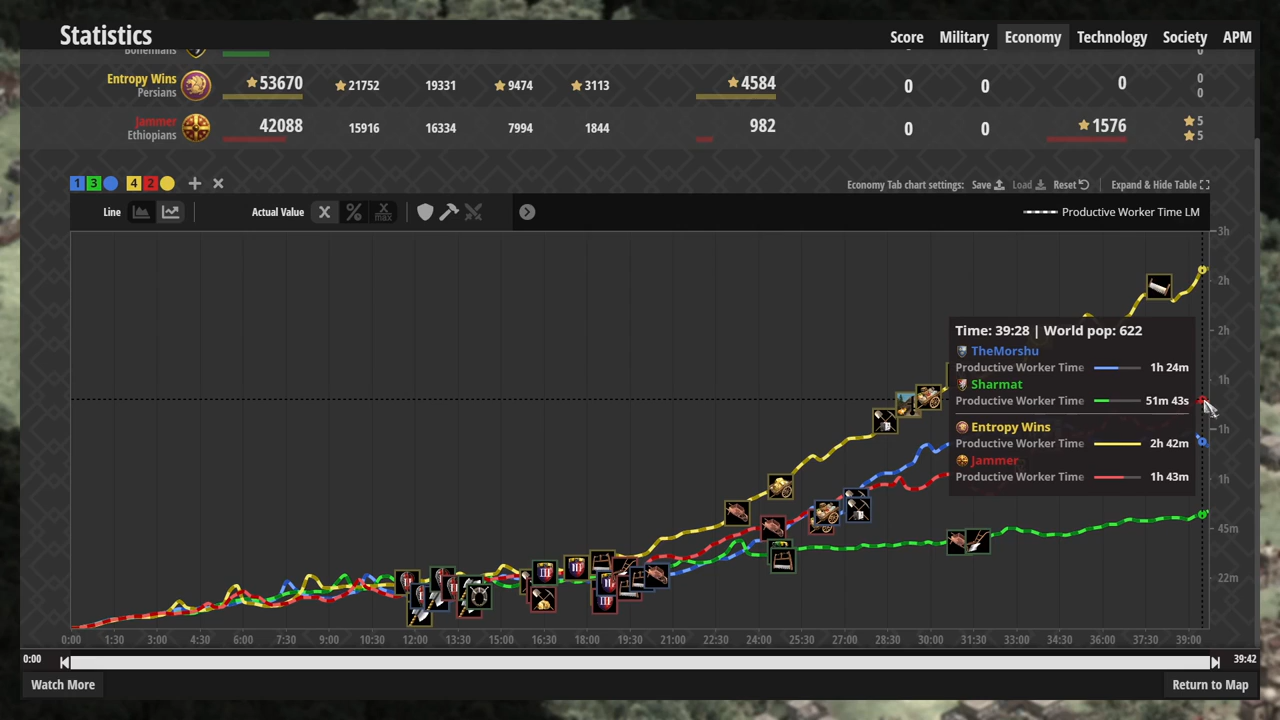 Statistics
Score Military Economy Technology Society APM
Bohemians 0
Entropy Wins 53670 21752 19331 9474 3113 4584 0 0 0 0
Persians 0
Jammer 42088 15916 16334 7994 1844 982 0 0 1576 5
Ethiopians 5
1 3 4 2 + × Economy Tab chart settings: Save Load Reset Expand & Hide Table
Line Actual Value X % X/max Productive Worker Time LM
3h
2h
2h
1h
1h
1h
45m
22m
Time: 39:28 | World pop: 622
TheMorshu
Productive Worker Time 1h 24m
Sharmat
Productive Worker Time 51m 43s
Entropy Wins
Productive Worker Time 2h 42m
Jammer
Productive Worker Time 1h 43m
0:00 1:30 3:00 4:30 6:00 7:30 9:00 10:30 12:00 13:30 15:00 16:30 18:00 19:30 21:00 22:30 24:00 25:30 27:00 28:30 30:00 31:30 33:00 34:30 36:00 37:30 39:00
0:00 39:42
Watch More Return to Map